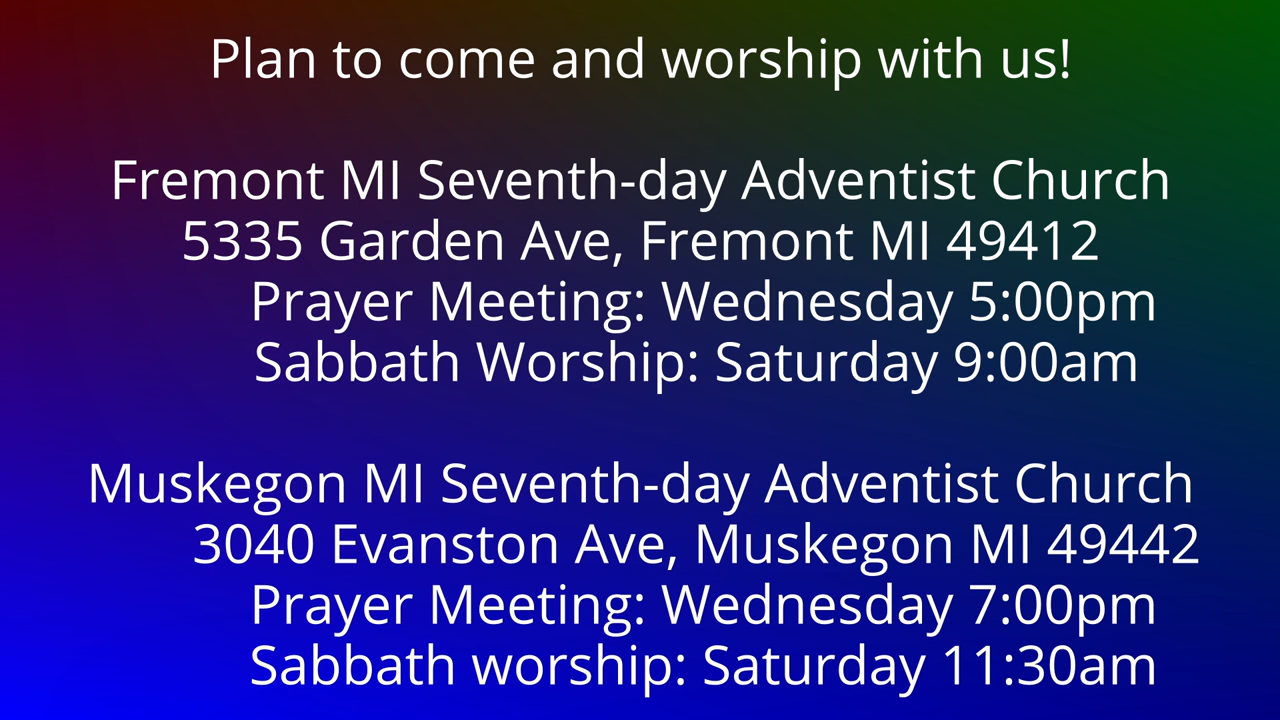 Plan to come and worship with us!
Fremont MI Seventh-day Adventist Church
5335 Garden Ave, Fremont MI 49412
Prayer Meeting: Wednesday 5:00pm
Sabbath Worship: Saturday 9:00am
Muskegon MI Seventh-day Adventist Church
3040 Evanston Ave, Muskegon MI 49442
Prayer Meeting: Wednesday 7:00pm
Sabbath worship: Saturday 11:30am